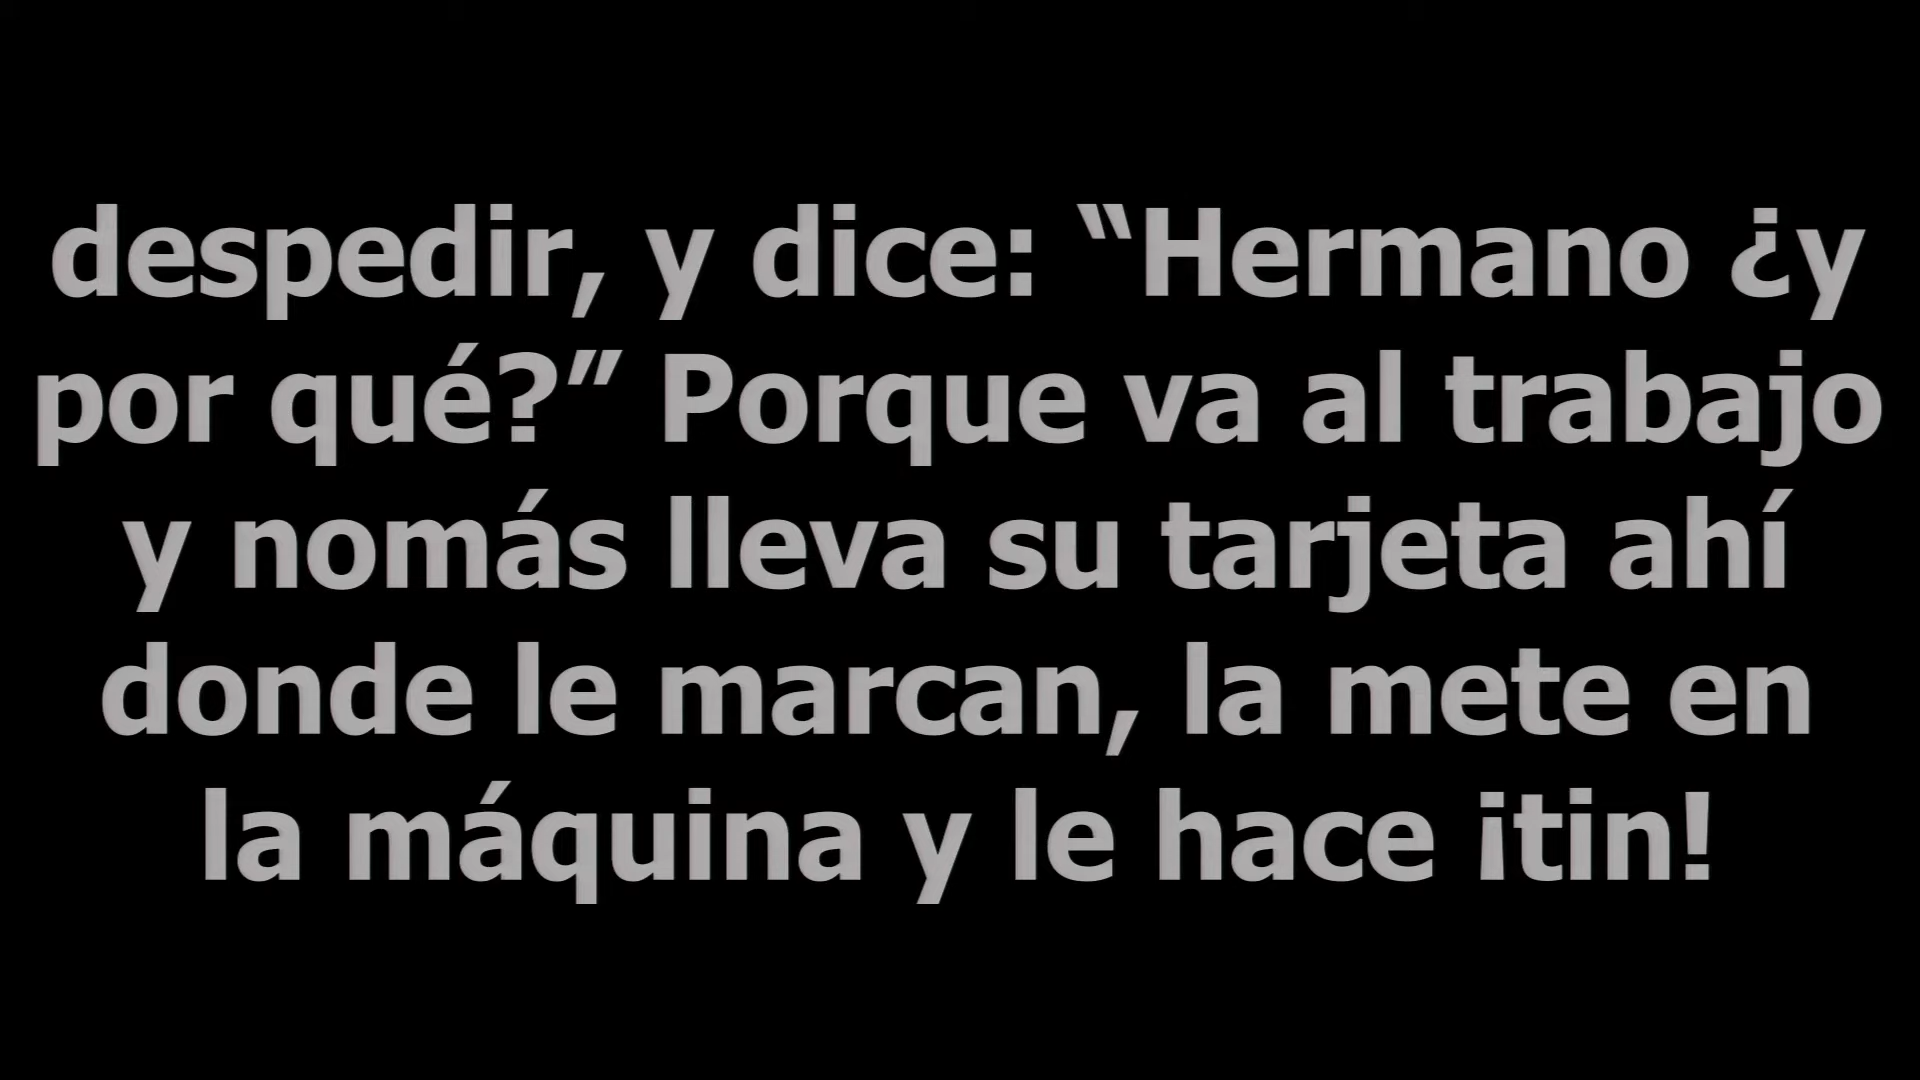 despedir, y dice: “Hermano ¿y
por qué?” Porque va al trabajo
y nomás lleva su tarjeta ahí
donde le marcan, la mete en
la máquina y le hace ¡tin!